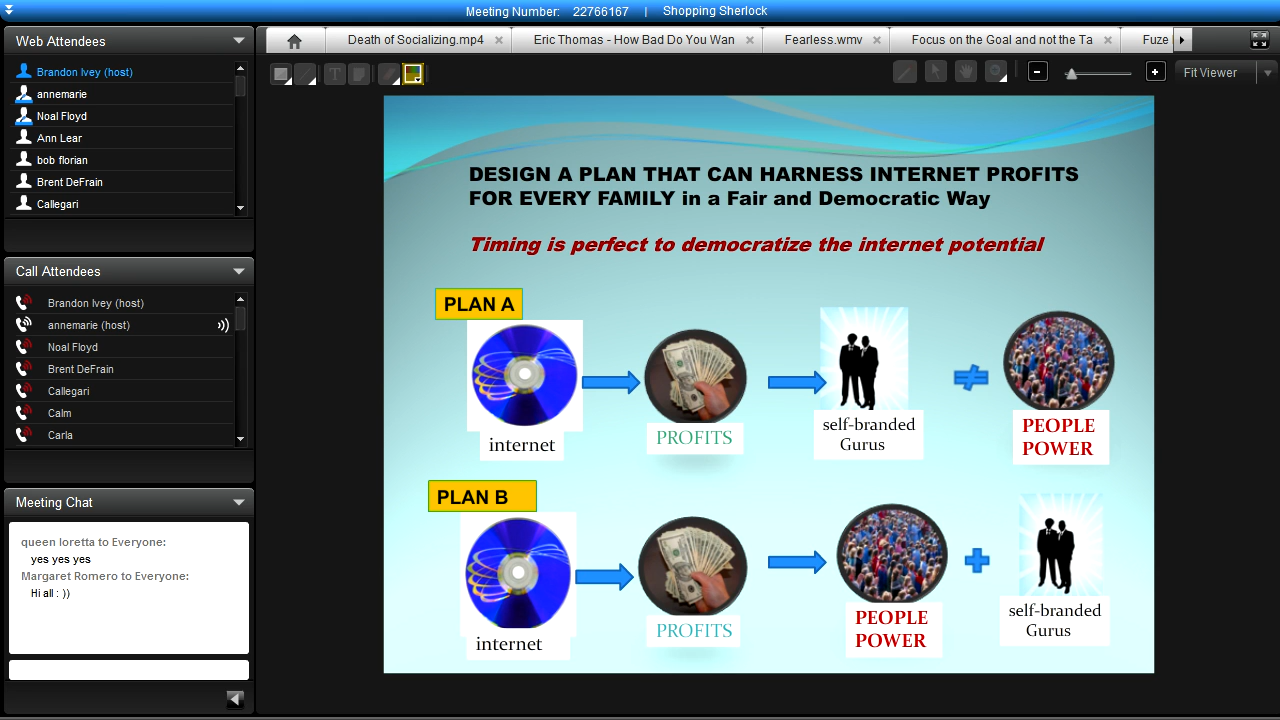 Meeting Number: 22766167 | Shopping Sherlock
Web Attendees
Brandon Ivey (host)
annemarie
Noal Floyd
Ann Lear
bob florian
Brent DeFrain
Callegari
Call Attendees
Brandon Ivey (host)
annemarie (host)
Noal Floyd
Brent DeFrain
Callegari
Calm
Carla
Meeting Chat
queen loretta to Everyone:
yes yes yes
Margaret Romero to Everyone:
Hi all : ))
Death of Socializing.mp4 Eric Thomas - How Bad Do You Wan Fearless.wmv Focus on the Goal and not the Ta Fuze
T
Fit Viewer
DESIGN A PLAN THAT CAN HARNESS INTERNET PROFITS
FOR EVERY FAMILY in a Fair and Democratic Way
Timing is perfect to democratize the internet potential
PLAN A
internet
PROFITS
self-branded
Gurus
PEOPLE
POWER
PLAN B
internet
PROFITS
PEOPLE
POWER
self-branded
Gurus